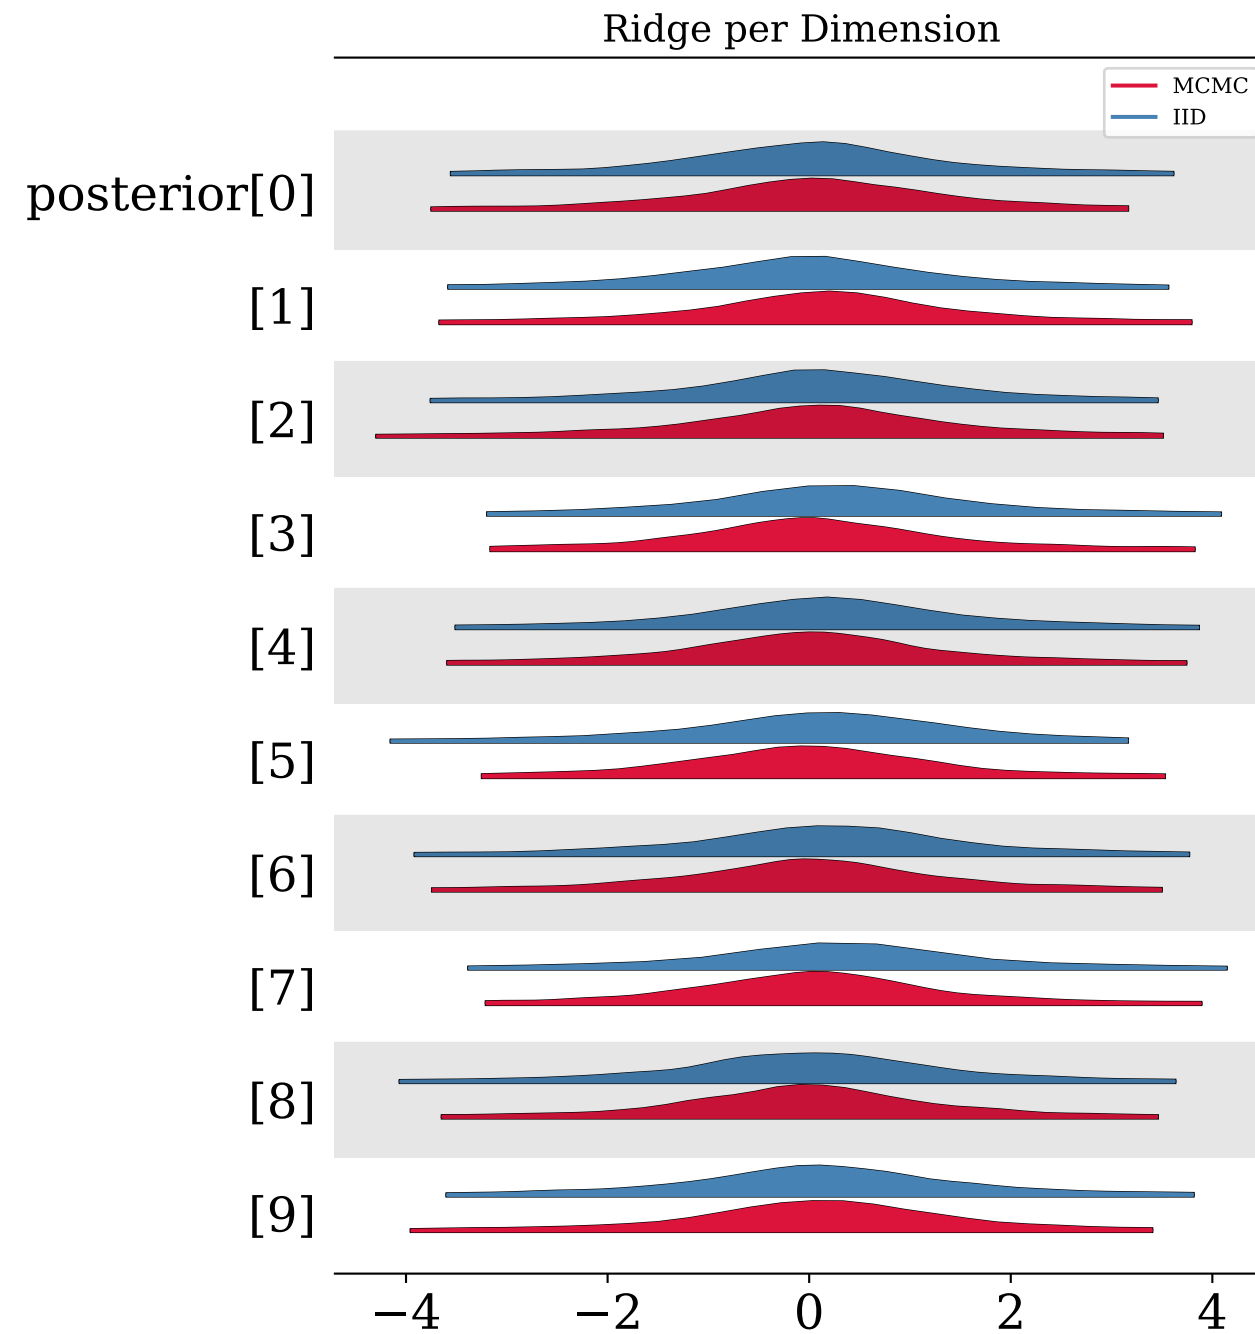 Ridge per Dimension
MCMC
IID
posterior[0]
[1]
[2]
[3]
[4]
[5]
[6]
[7]
[8]
[9]
−4 −2 0 2 4